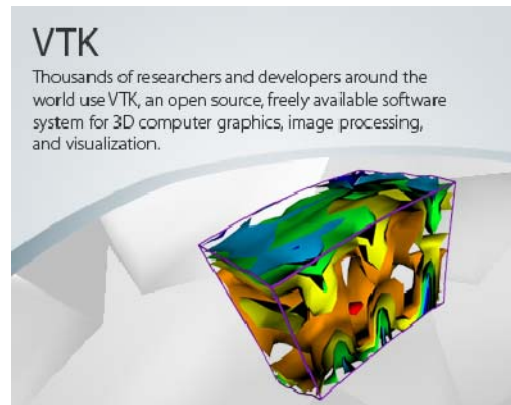 VTK
Thousands of researchers and developers around the
world use VTK, an open source, freely available software
system for 3D computer graphics, image processing,
and visualization.